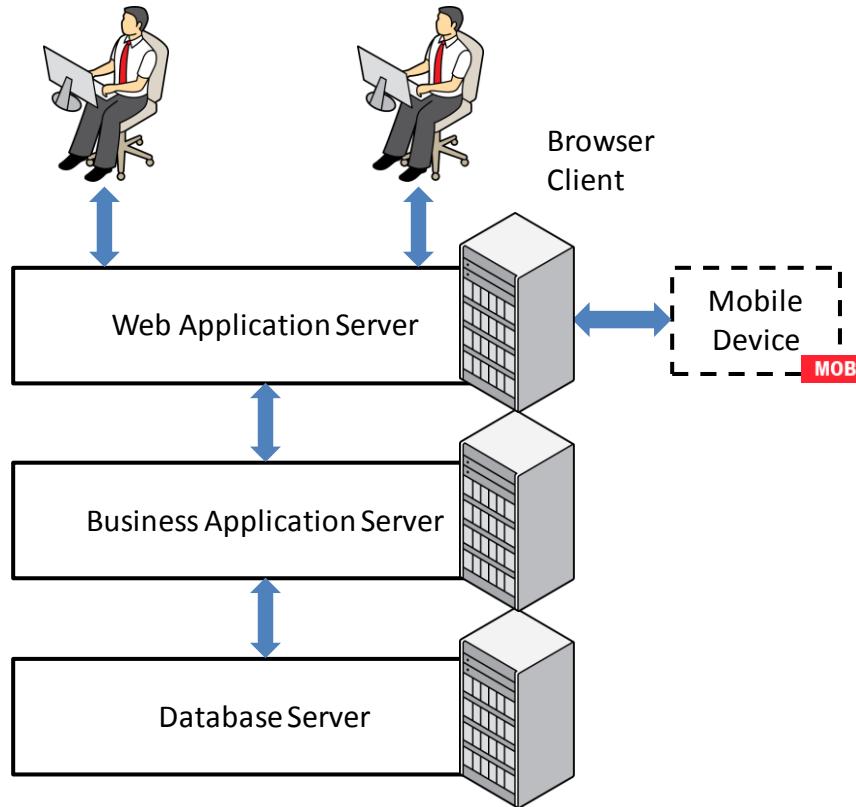 Browser
Client
Web Application Server
Mobile
Device
MOB
Business Application Server
Database Server